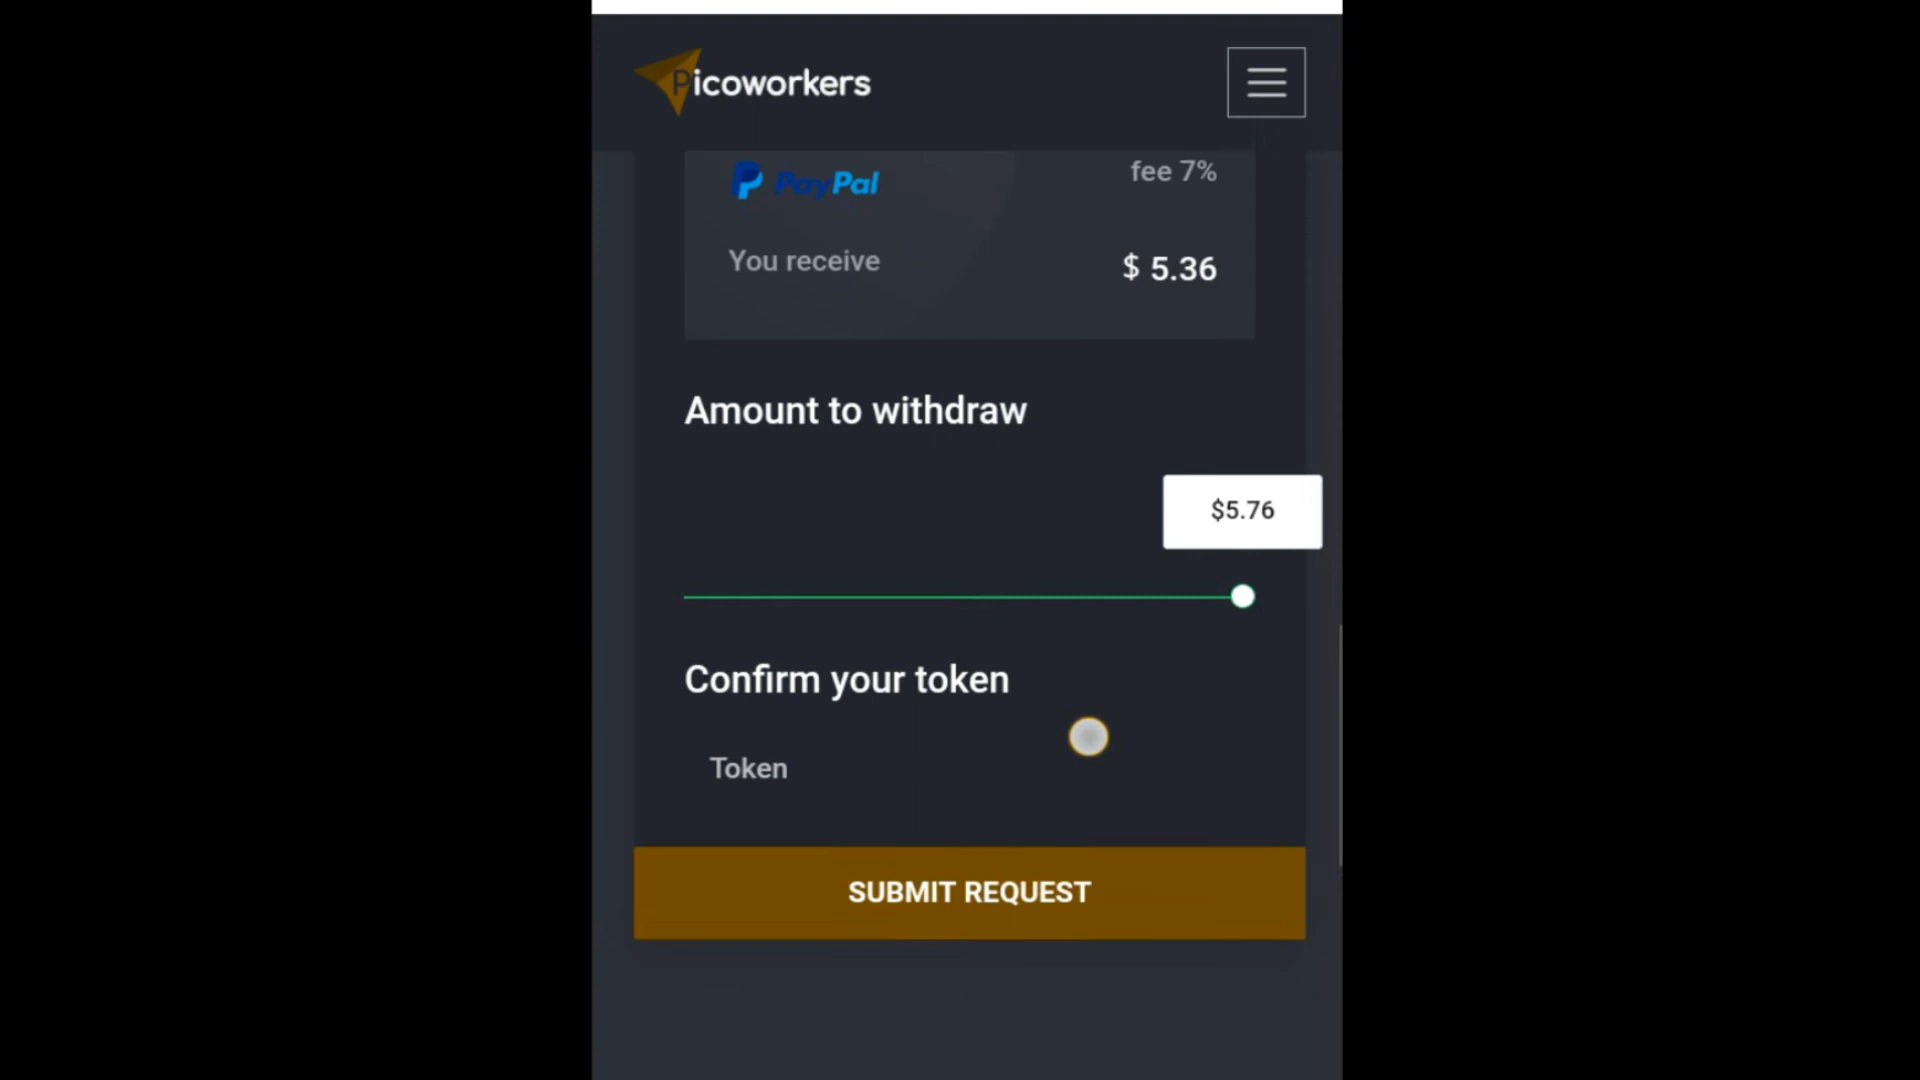 Picoworkers
PayPal
fee 7%
You receive
$ 5.36
Amount to withdraw
$5.76
Confirm your token
Token
SUBMIT REQUEST